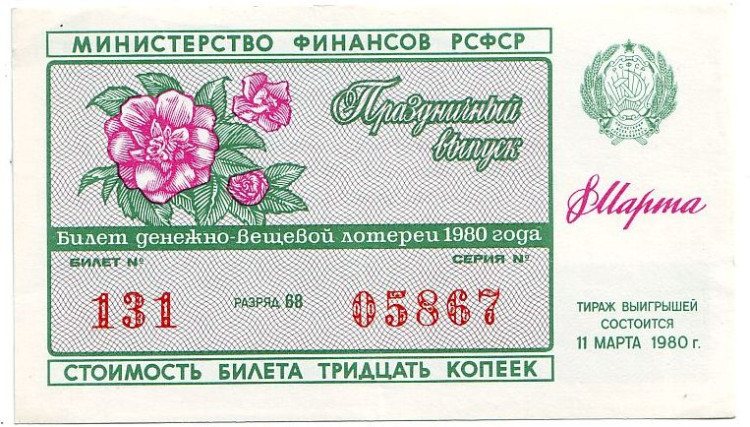 МИНИСТЕРСТВО ФИНАНСОВ РСФСР
Праздничный
выпуск
8 Марта
Билет денежно-вещевой лотереи 1980 года
БИЛЕТ № СЕРИЯ №
131 РАЗРЯД 68 05867
ТИРАЖ ВЫИГРЫШЕЙ
СОСТОИТСЯ
11 МАРТА 1980 г.
СТОИМОСТЬ БИЛЕТА ТРИДЦАТЬ КОПЕЕК